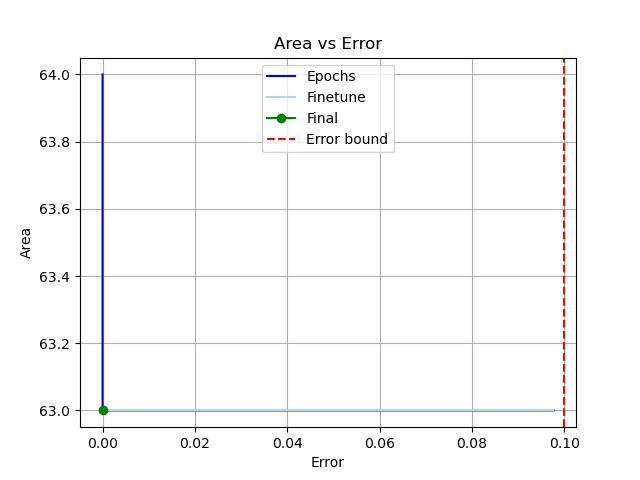 Area vs Error
64.0
63.8
63.6
63.4
63.2
63.0
Area
Epochs
Finetune
Final
Error bound
0.00 0.02 0.04 0.06 0.08 0.10
Error